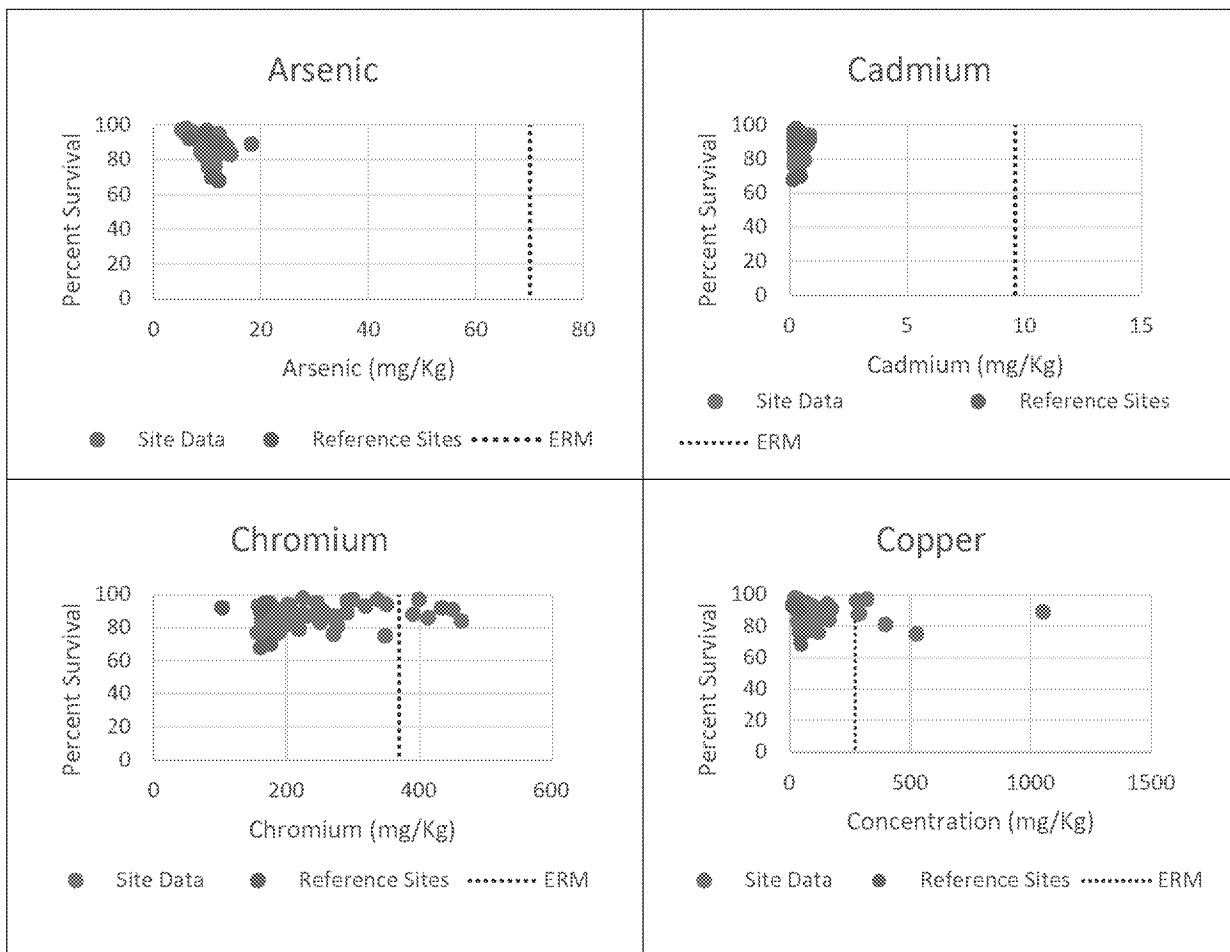 Arsenic
100
80
60
40
20
0
Percent Survival
0 20 40 60 80
Arsenic (mg/Kg)
Site Data Reference Sites ERM
Cadmium
100
80
60
40
20
0
Percent Survival
0 5 10 15
Cadmium (mg/Kg)
Site Data Reference Sites
ERM
Chromium
100
80
60
40
20
0
Percent Survival
0 200 400 600
Chromium (mg/Kg)
Site Data Reference Sites ERM
Copper
100
80
60
40
20
0
Percent Survival
0 500 1000 1500
Concentration (mg/Kg)
Site Data Reference Sites ERM